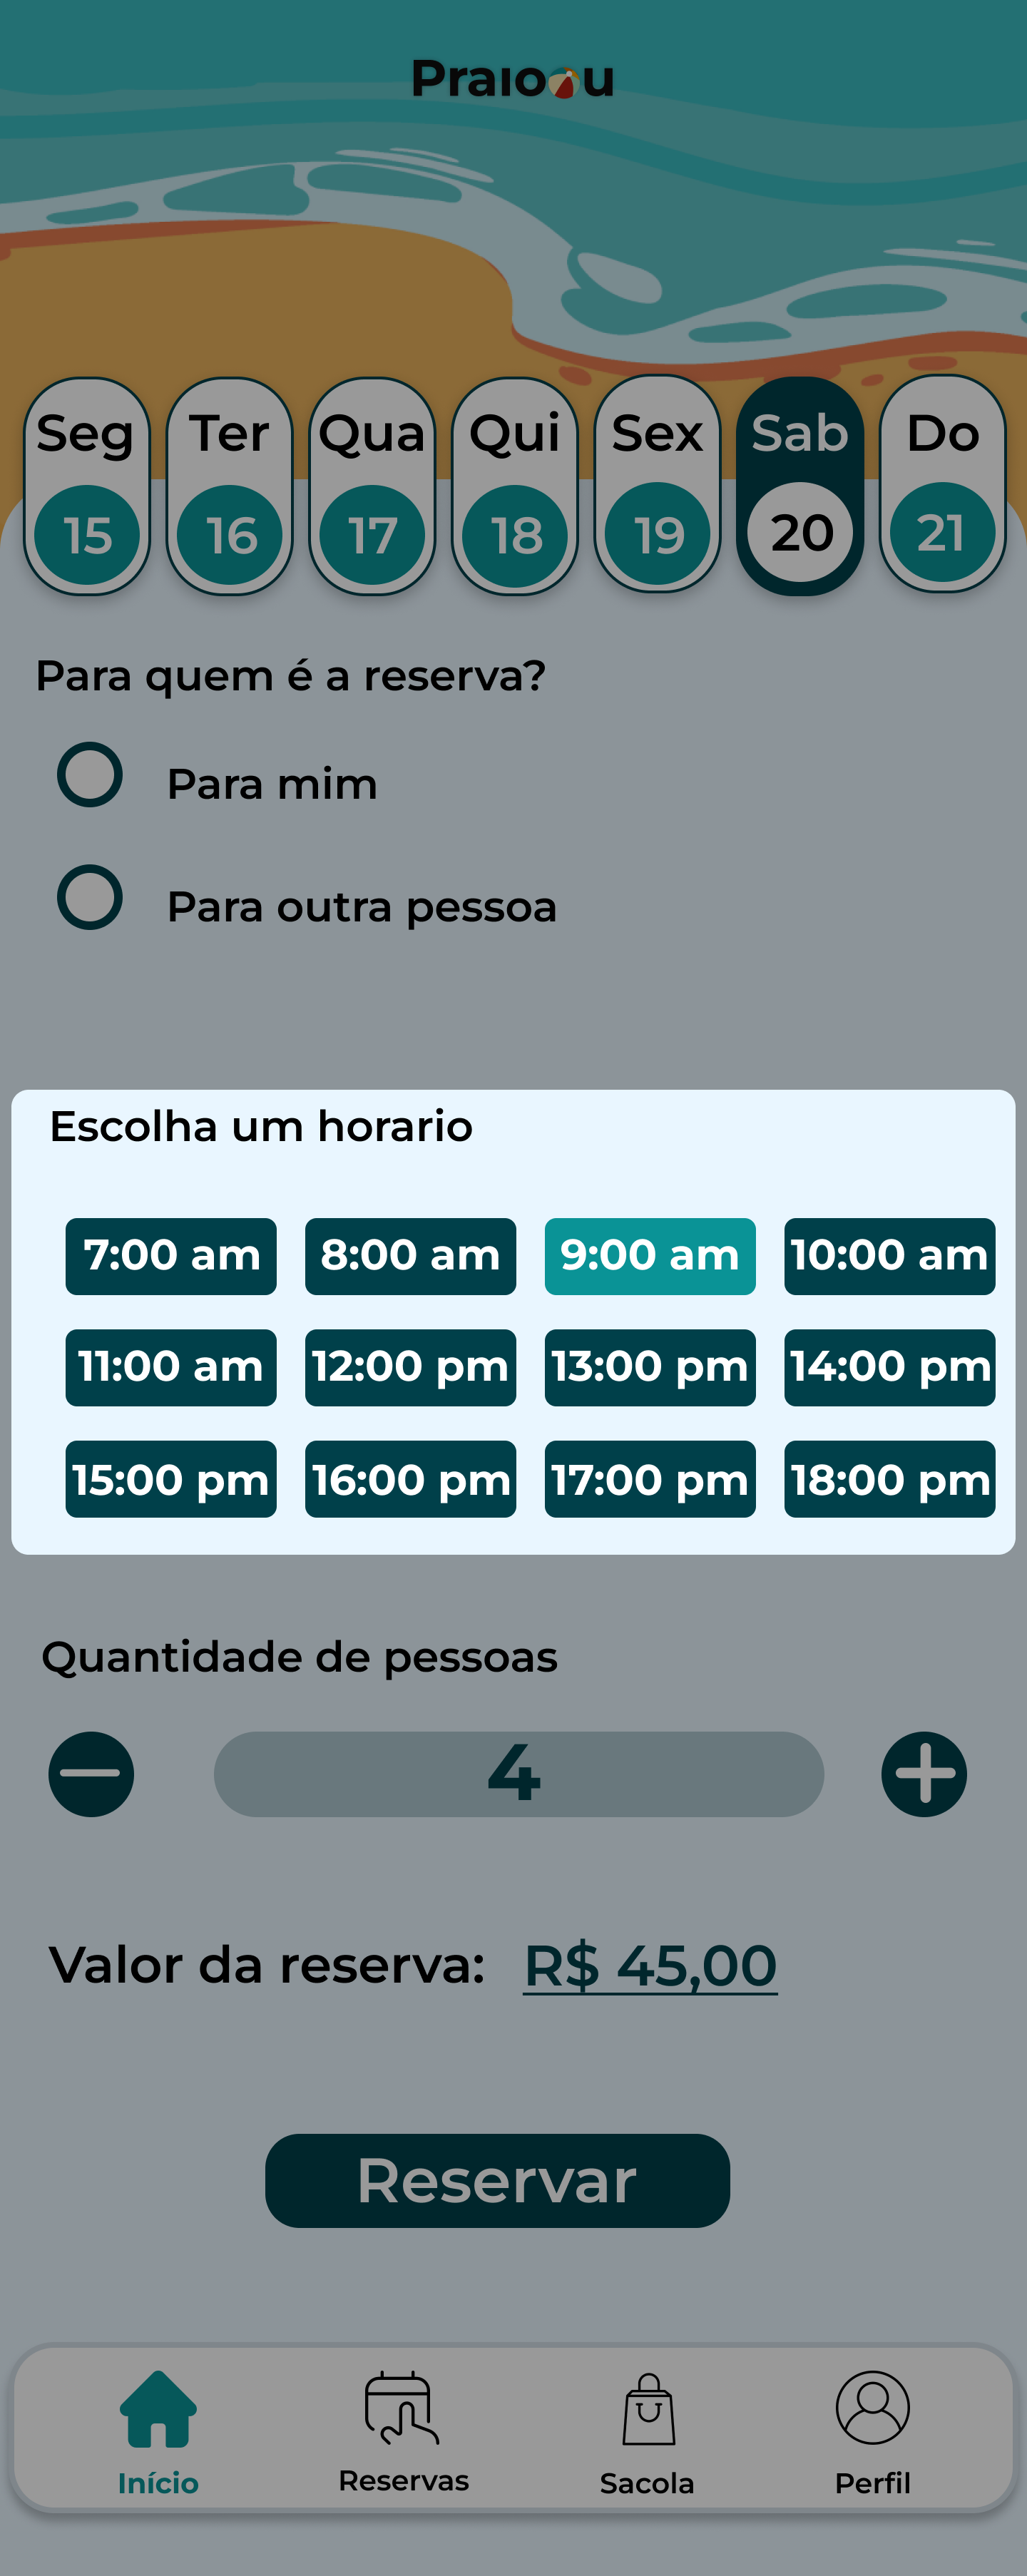 Praiou
Seg Ter Qua Qui Sex Sab Do
15 16 17 18 19 20 21
Para quem é a reserva?
Para mim
Para outra pessoa
Escolha um horario
7:00 am 8:00 am 9:00 am 10:00 am
11:00 am 12:00 pm 13:00 pm 14:00 pm
15:00 pm 16:00 pm 17:00 pm 18:00 pm
Quantidade de pessoas
4
Valor da reserva: R$ 45,00
Reservar
Início Reservas Sacola Perfil